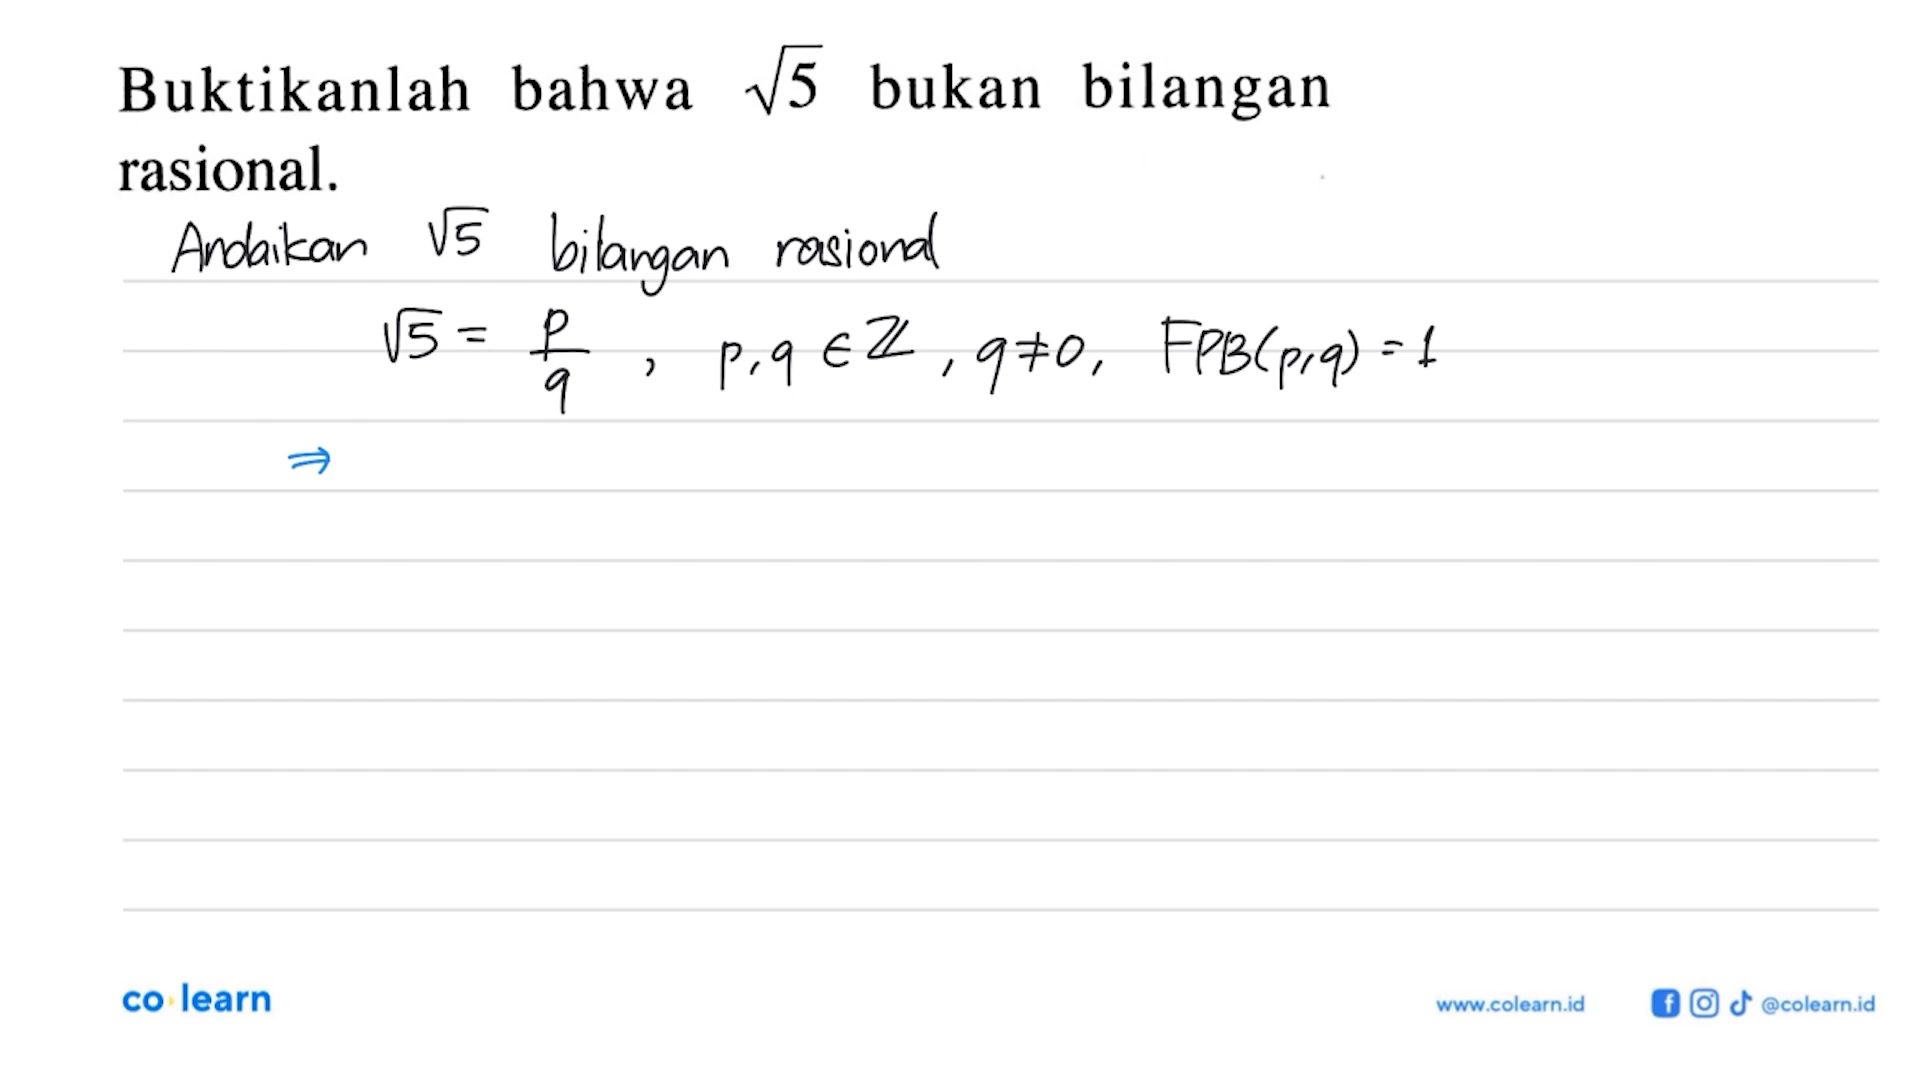 Buktikanlah bahwa √5 bukan bilangan
rasional.
Andaikan √5 bilangan rasional
√5 = p/q , p,q ∈ ℤ, q≠0, FPB(p,q) = 1
⇒
co learn
www.colearn.id @colearn.id